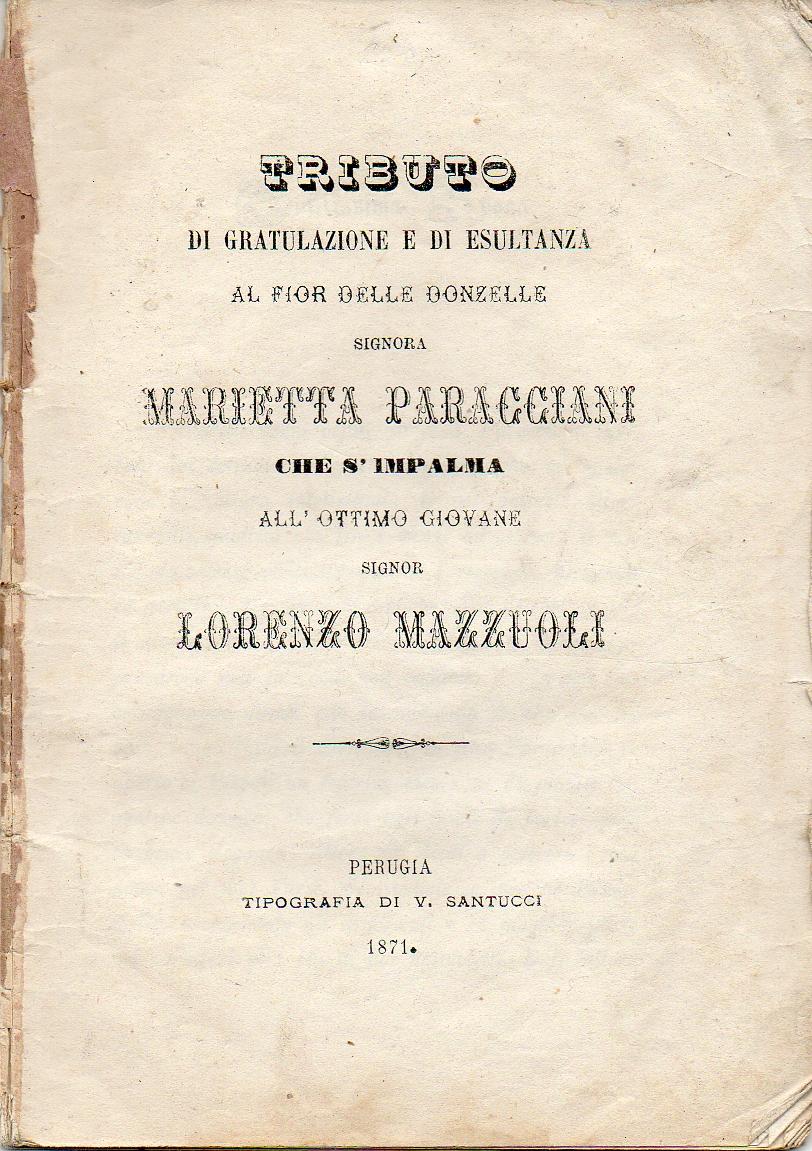 TRIBUTO
DI GRATULAZIONE E DI ESULTANZA
AL FIOR DELLE DONZELLE
SIGNORA
MARIETTA PARACCIANI
CHE S' IMPALMA
ALL' OTTIMO GIOVANE
SIGNOR
LORENZO MAZZUOLI
PERUGIA
TIPOGRAFIA DI V. SANTUCCI
1871.